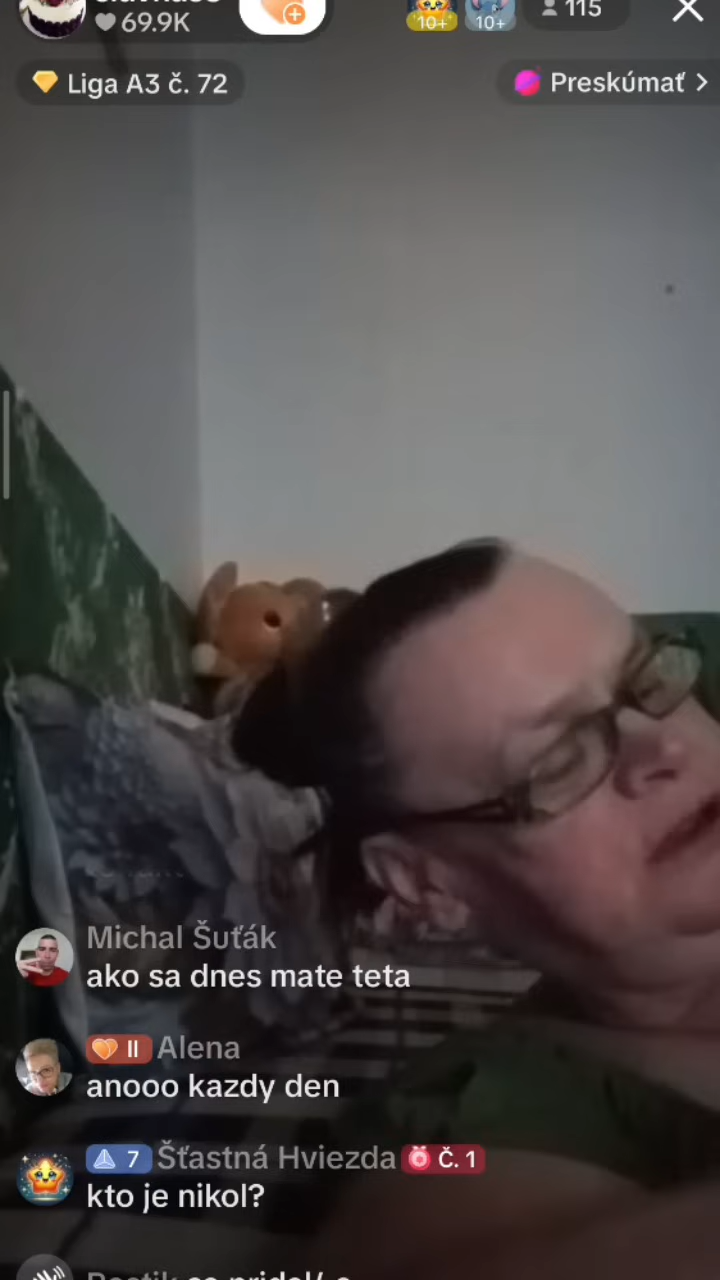 69.9K
10+
10+
115
Liga A3 č. 72
Preskúmať
Michal Šuťák
ako sa dnes mate teta
II Alena
anooo kazdy den
7 Šťastná Hviezda Č. 1
kto je nikol?